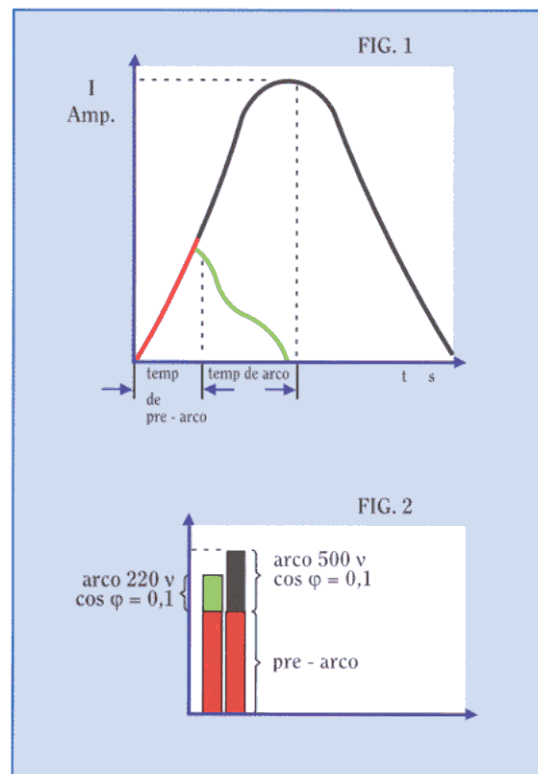 FIG. 1
I
Amp.
temp temp de arco t s
de
pre - arco
FIG. 2
arco 220 v
cos φ = 0,1
arco 500 v
cos φ = 0,1
pre - arco